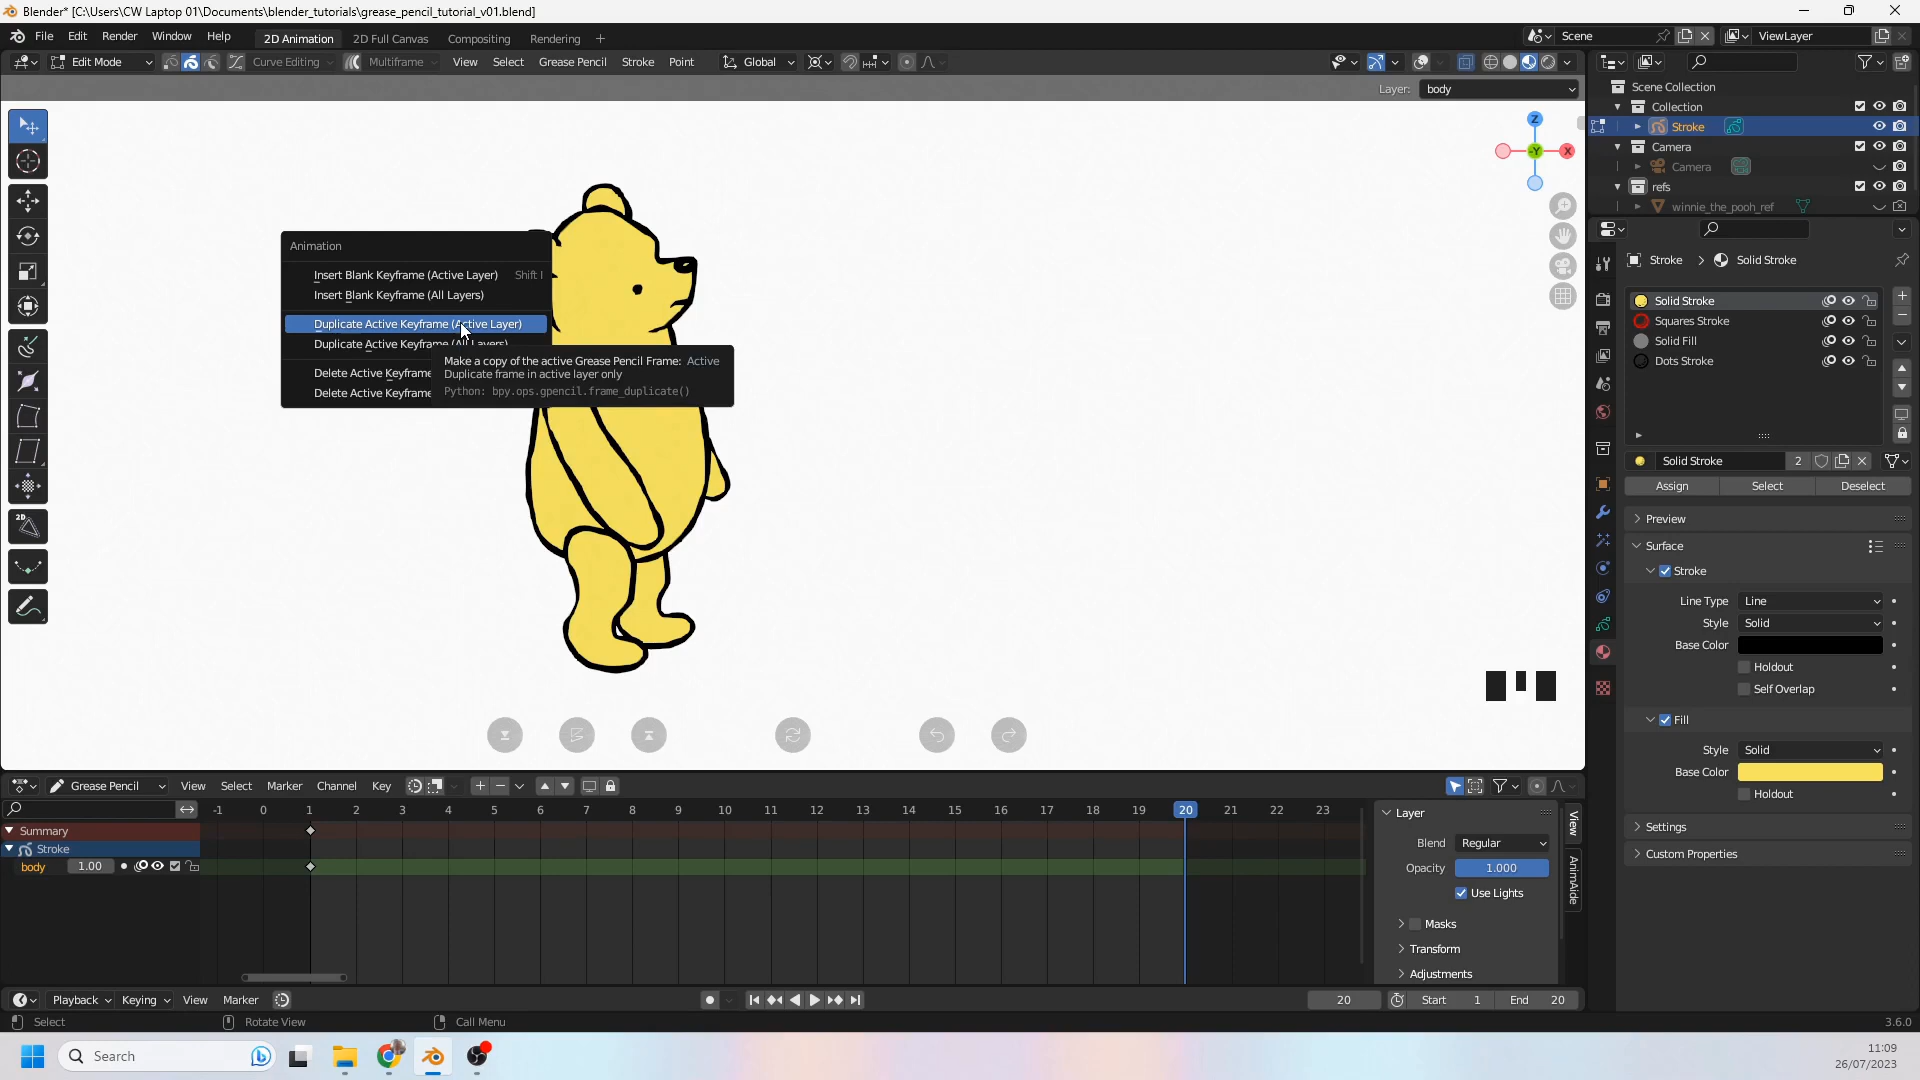 Blender* [C:\Users\CW Laptop 01\Documents\blender_tutorials\grease_pencil_tutorial_v01.blend]
File Edit Render Window Help 2D Animation 2D Full Canvas Compositing Rendering + Scene ViewLayer
Edit Mode Curve Editing Multiframe View Select Grease Pencil Stroke Point Global
Layer: body
Scene Collection
Collection
Stroke
Camera
Camera
refs
winnie_the_pooh_ref
Z
-Y X
Animation
Insert Blank Keyframe (Active Layer) Shift I
Insert Blank Keyframe (All Layers)
Duplicate Active Keyframe (Active Layer)
Duplicate Active Keyframe (All Layers)
Make a copy of the active Grease Pencil Frame: Active
Duplicate frame in active layer only
Python: bpy.ops.gpencil.frame_duplicate()
Delete Active Keyframe
Delete Active Keyframe
Stroke > Solid Stroke
Solid Stroke
Squares Stroke
Solid Fill
Dots Stroke
Solid Stroke 2
Assign Select Deselect
Preview
Surface
Stroke
Line Type Line
Style Solid
Base Color
Holdout
Self Overlap
Fill
Style Solid
Base Color
Holdout
Settings
Custom Properties
Grease Pencil View Select Marker Channel Key
-1 0 1 2 3 4 5 6 7 8 9 10 11 12 13 14 15 16 17 18 19 20 21 22 23
Summary
Stroke
body 1.00
Layer
Blend Regular
Opacity 1.000
Use Lights
Masks
Transform
Adjustments
View
AnimAide
Playback Keying View Marker 20 Start 1 End 20
Select Rotate View Call Menu 3.6.0
Search
11:09
26/07/2023